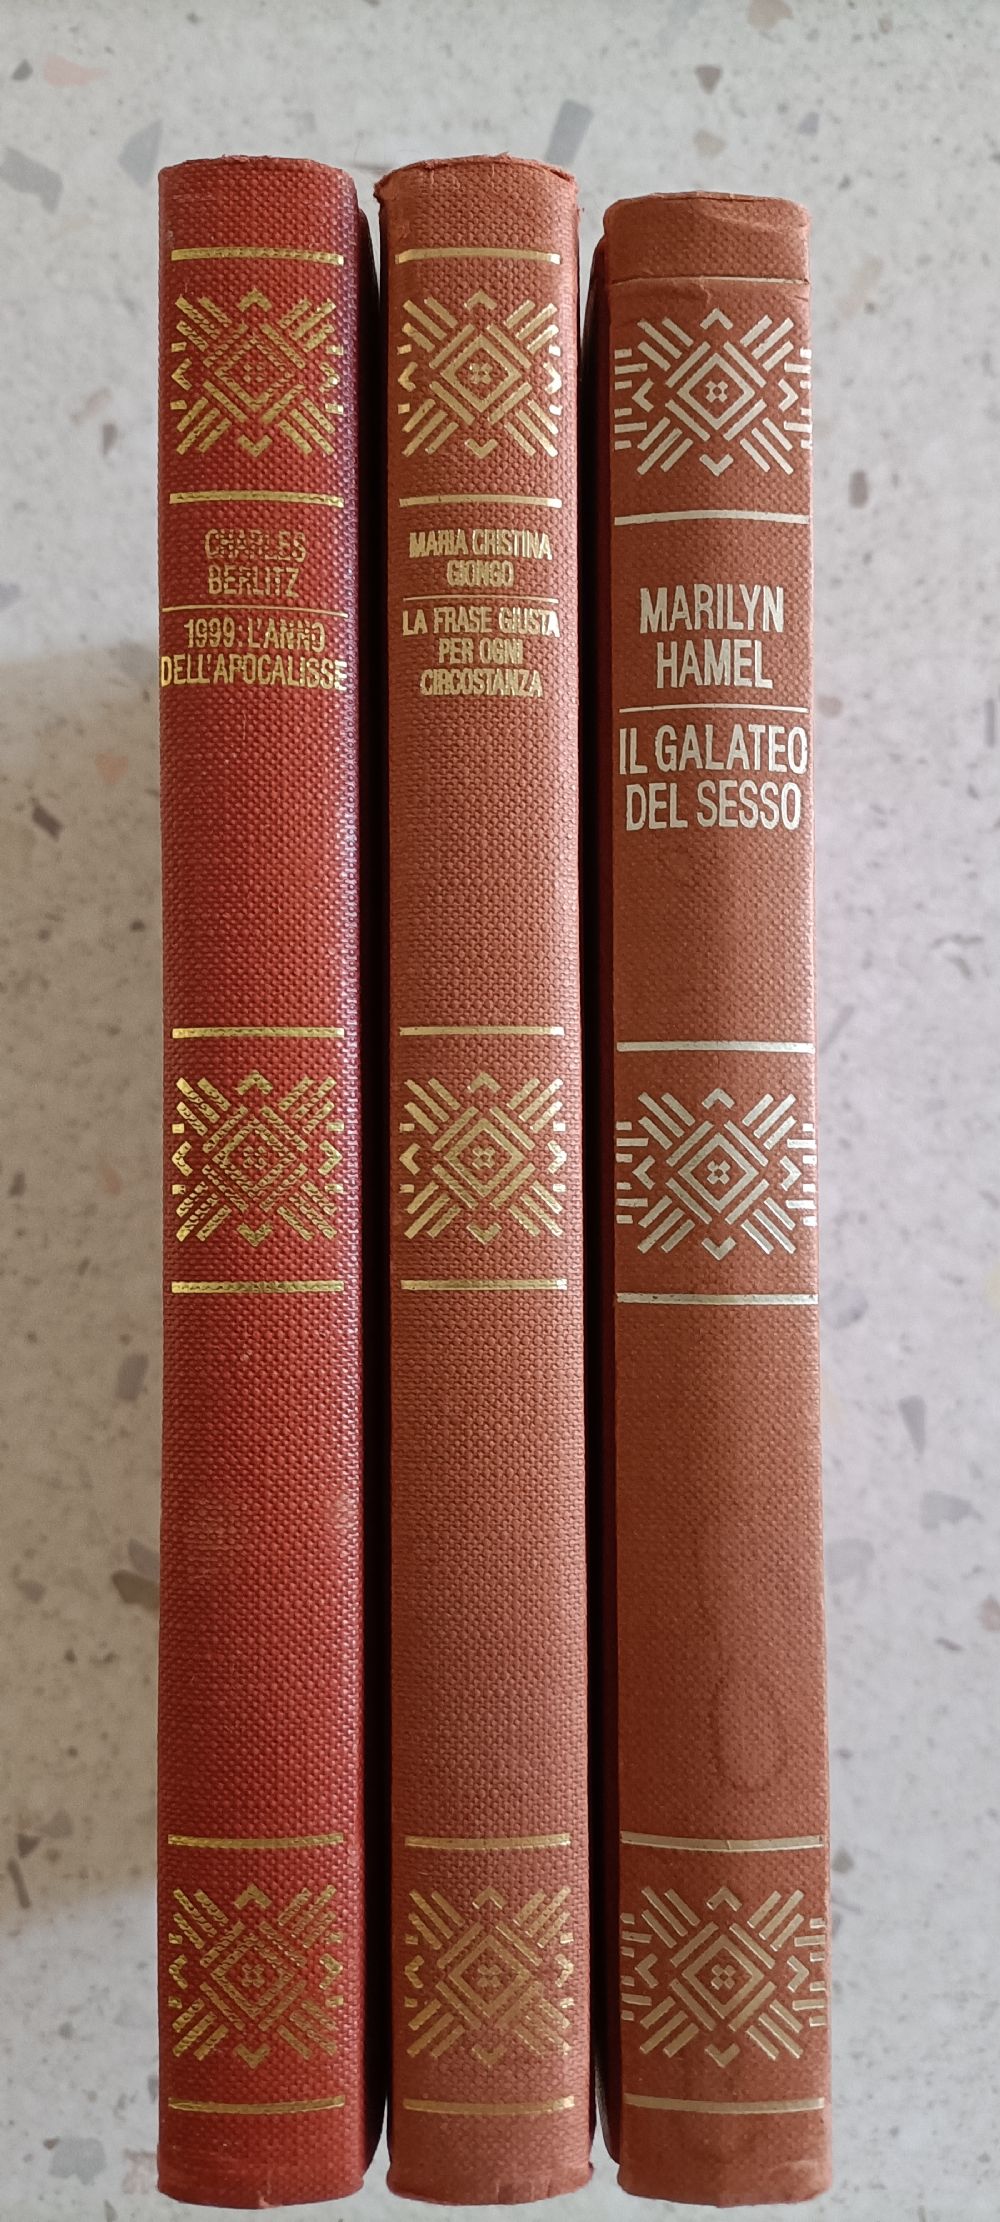 CHARLES
BERLITZ
1999: L'ANNO
DELL'APOCALISSE
MARIA CRISTINA
GIONGO
LA FRASE GIUSTA
PER OGNI
CIRCOSTANZA
MARILYN
HAMEL
IL GALATEO
DEL SESSO